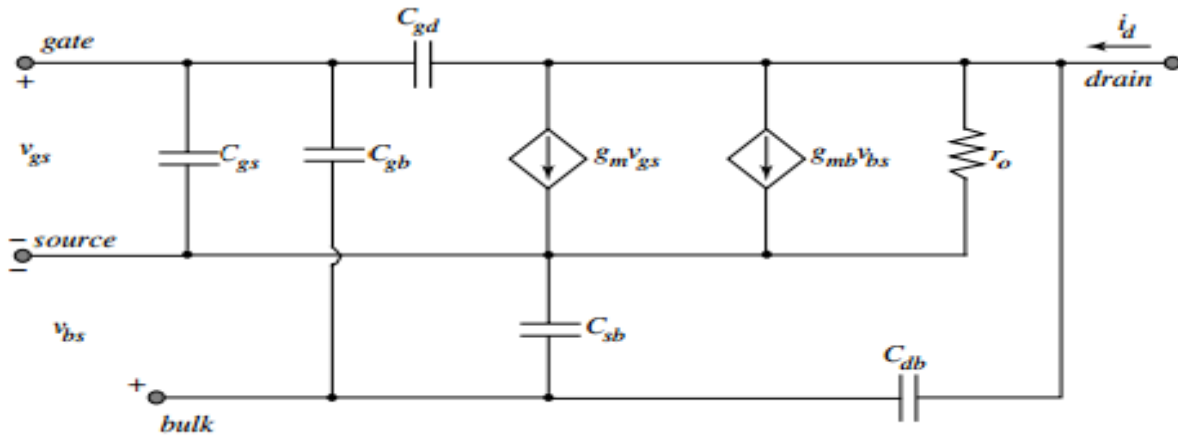 C_gd
i_d
gate
drain
+
v_gs
C_gs
C_gb
g_m v_gs
g_mb v_bs
r_o
−
source
−
v_bs
C_sb
C_db
+
bulk